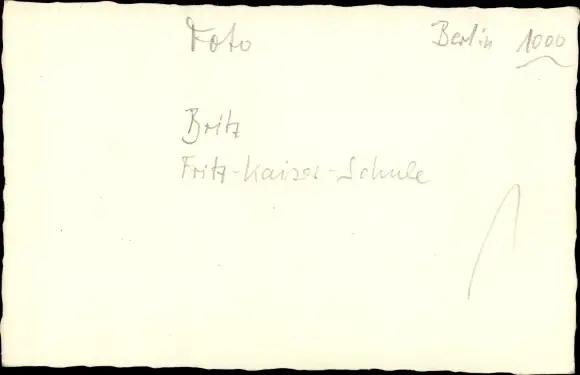 Foto Berlin 1000
Britz
Fritz-Kaiser-Schule